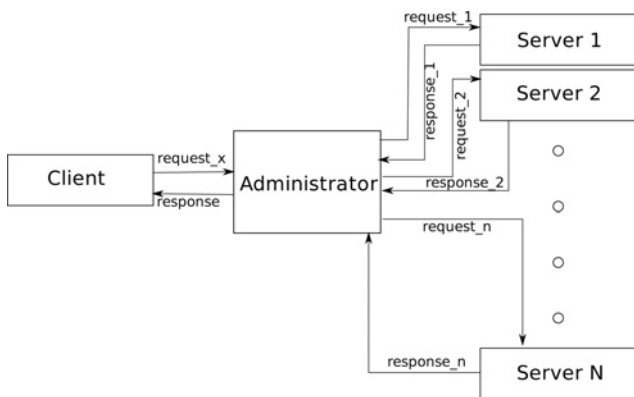 request_1
Server 1
response_1
request_2
Server 2
request_x
Client
Administrator
response
response_2
request_n
response_n
Server N